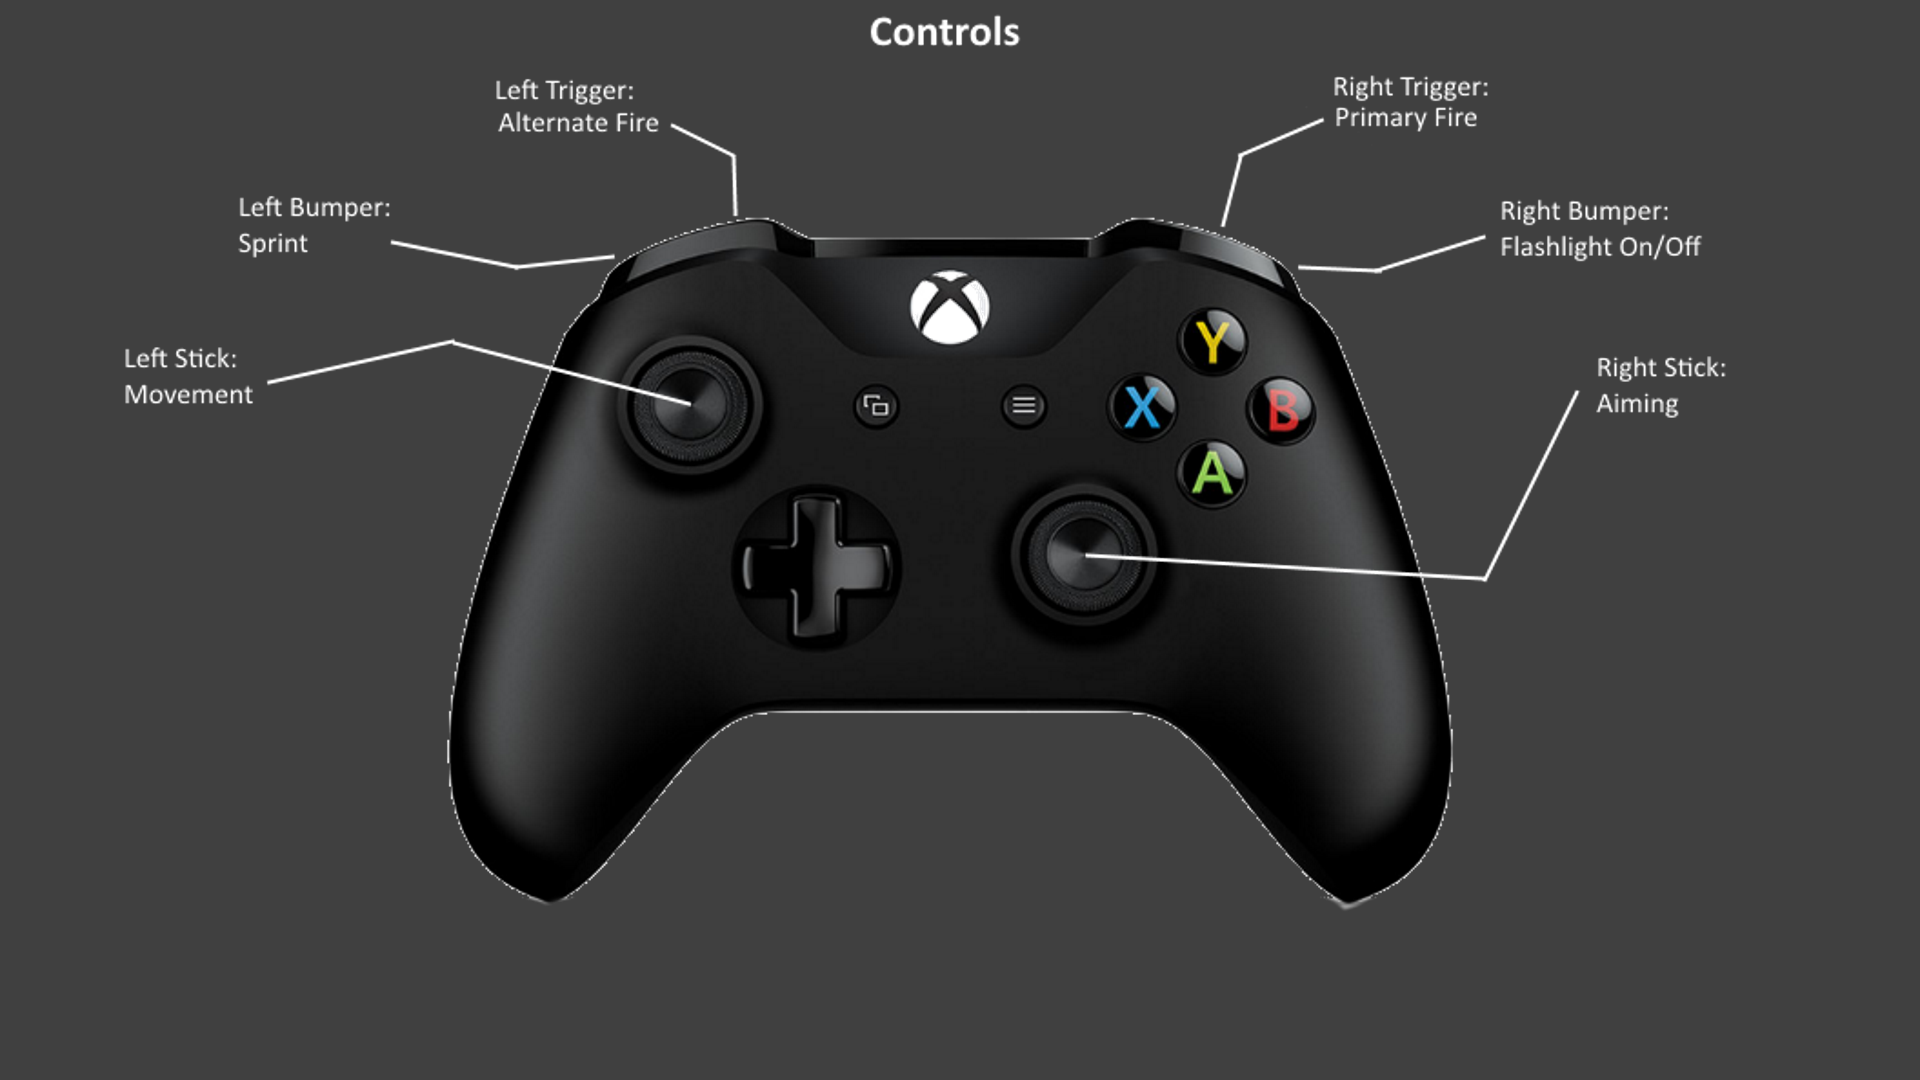 Controls
Left Trigger:
Alternate Fire
Right Trigger:
Primary Fire
Left Bumper:
Sprint
Right Bumper:
Flashlight On/Off
Left Stick:
Movement
Right Stick:
Aiming
Y
X
B
A